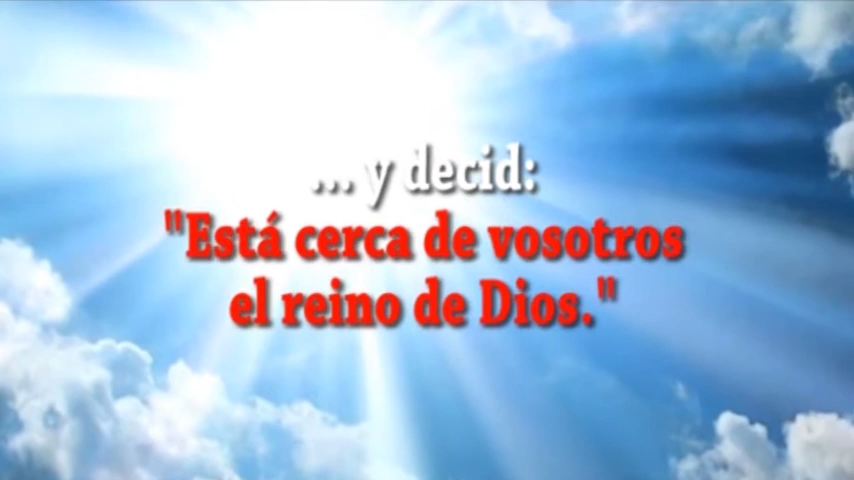 ... y decid:
"Está cerca de vosotros
el reino de Dios."